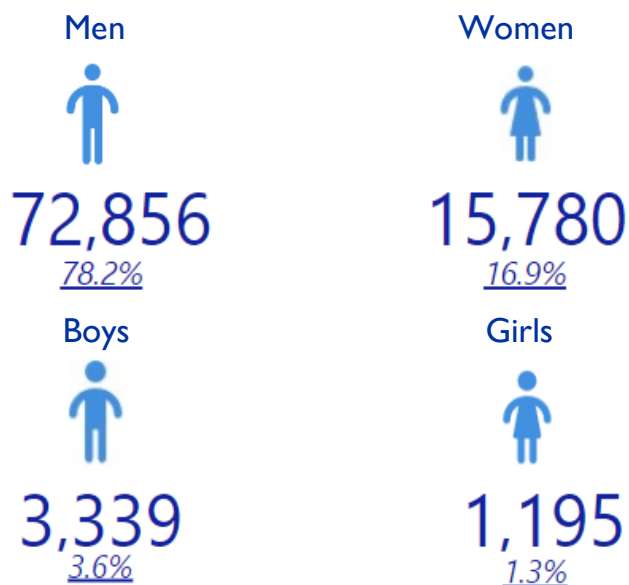 Men
Women
72,856
15,780
78.2%
16.9%
Boys
Girls
3,339
1,195
3.6%
1.3%